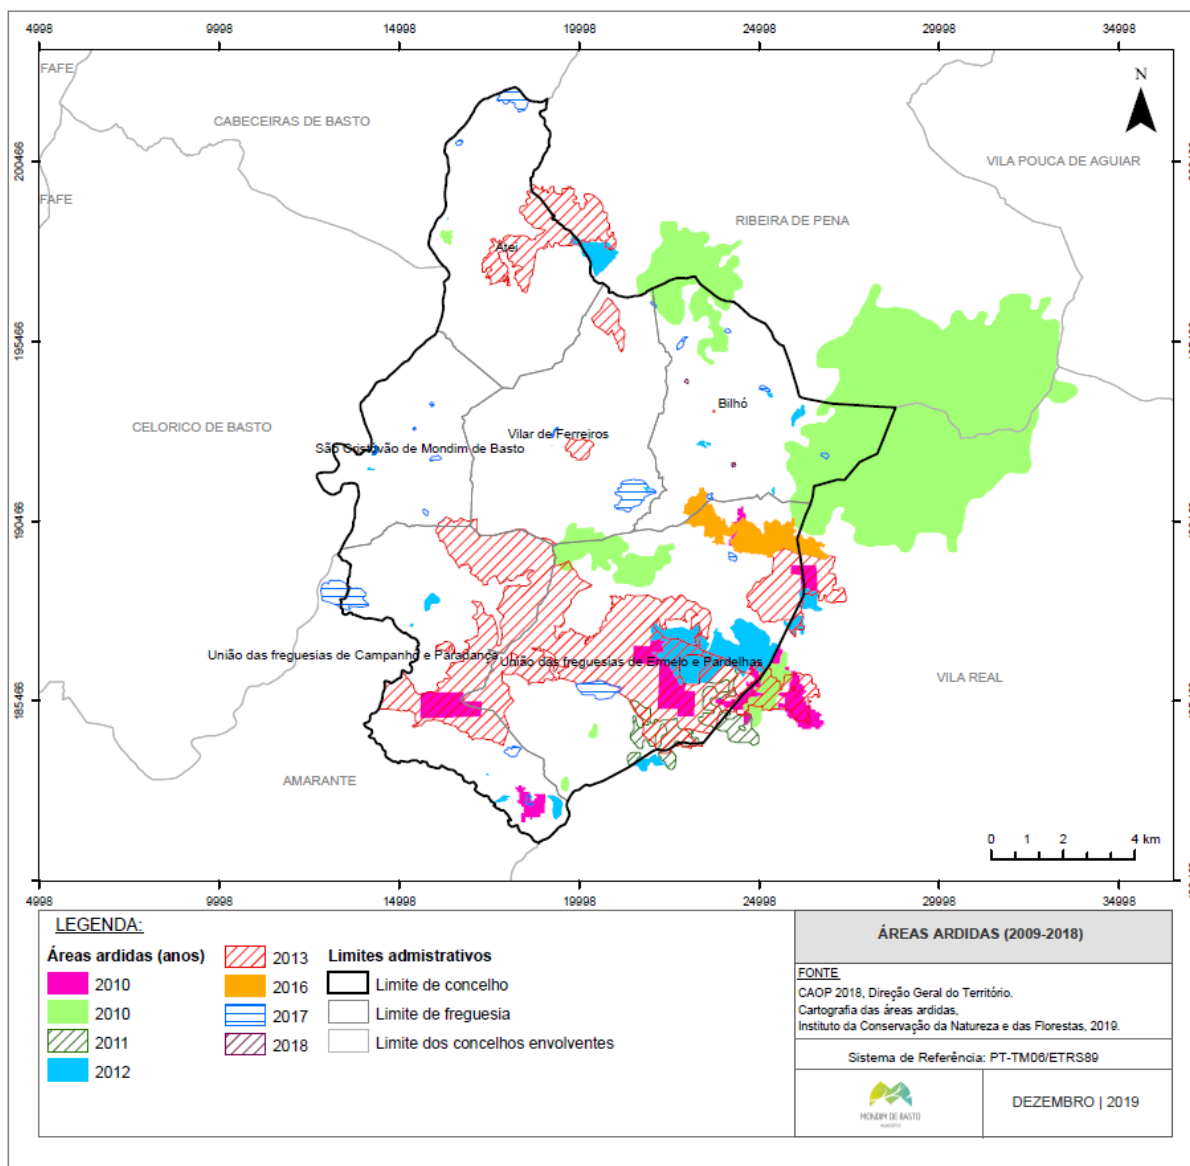 4998 9998 14998 19998 24998 29998 34998
FAFE
CABECEIRAS DE BASTO
N
200466
VILA POUCA DE AGUIAR
FAFE
RIBEIRA DE PENA
Atei
195466
Bilhó
CELORICO DE BASTO
Vilar de Ferreiros
São Cristóvão de Mondim de Basto
190466
União das freguesias de Campanhó e Paradança
União das freguesias de Ermelo e Pardelhas
VILA REAL
185466
AMARANTE
0 1 2 4 km
4998 9998 14998 19998 24998 29998 34998
LEGENDA:
Áreas ardidas (anos)
2010
2010
2011
2012
2013
2016
2017
2018
Limites admistrativos
Limite de concelho
Limite de freguesia
Limite dos concelhos envolventes
ÁREAS ARDIDAS (2009-2018)
FONTE
CAOP 2018, Direção Geral do Território.
Cartografia das áreas ardidas,
Instituto da Conservação da Natureza e das Florestas, 2019.
Sistema de Referência: PT-TM06/ETRS89
MONDIM DE BASTO
DEZEMBRO | 2019